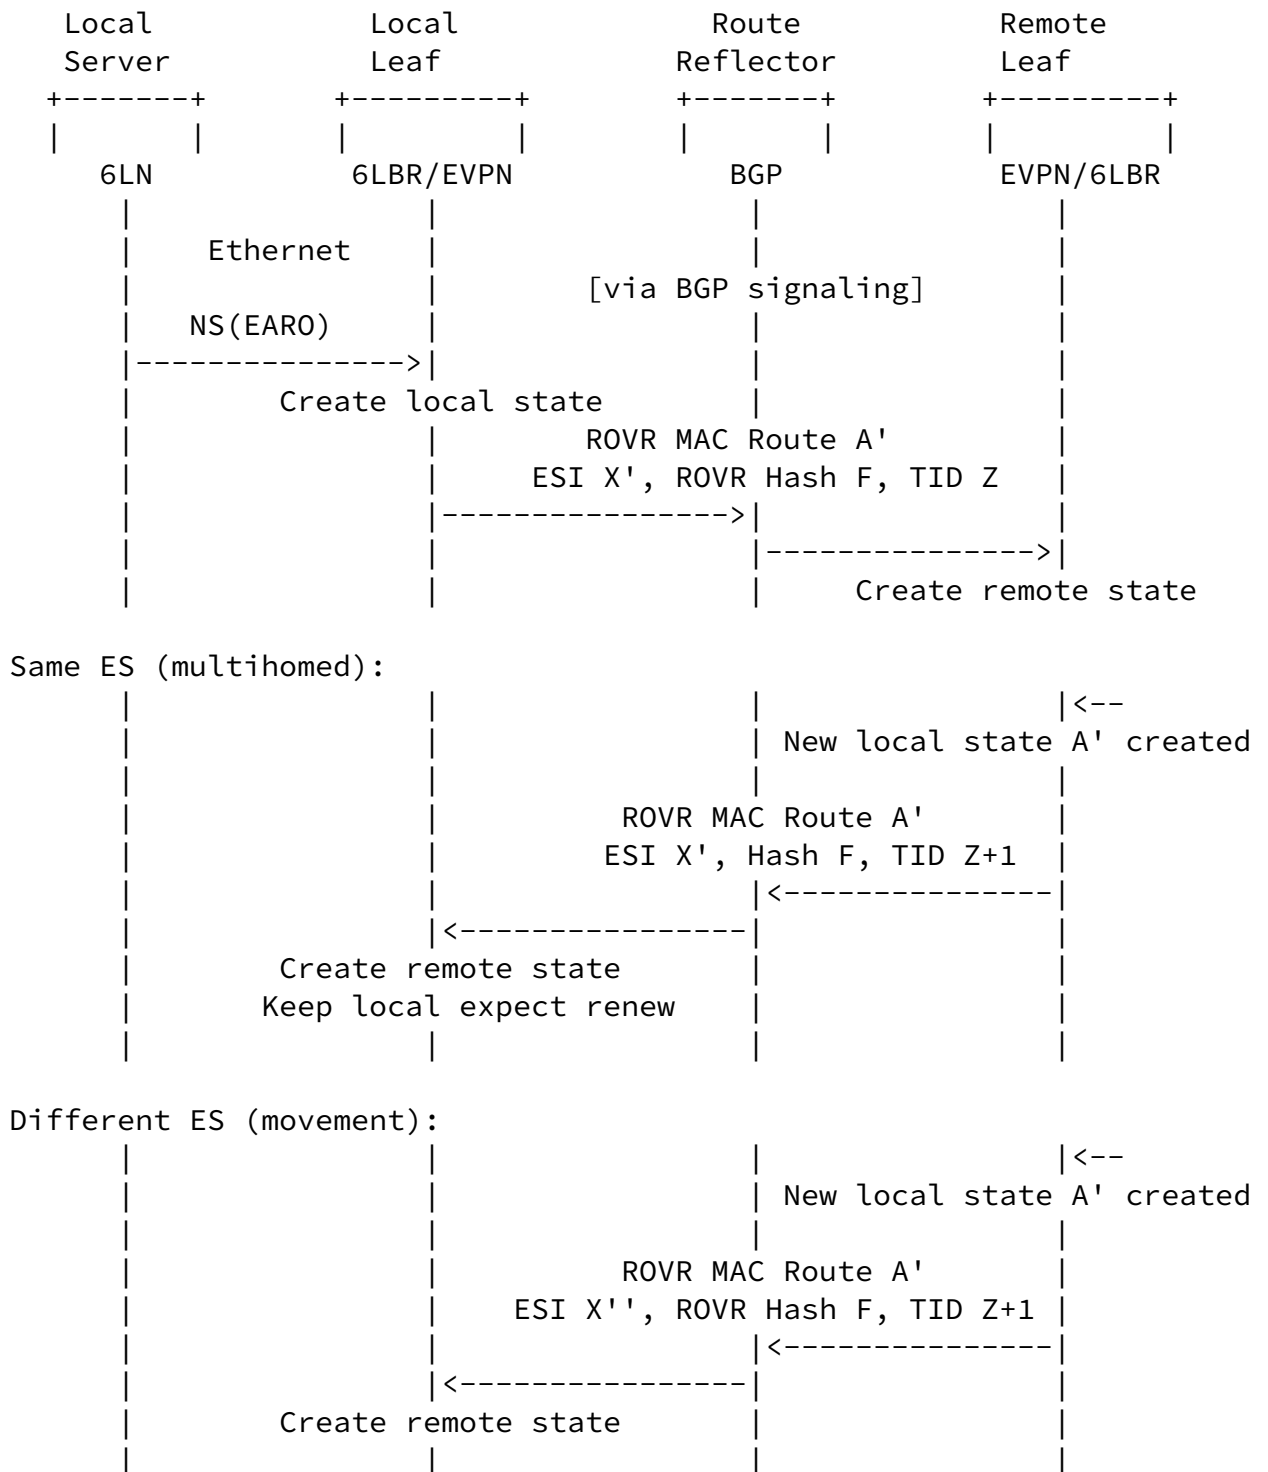 Local Local Route Remote
Server Leaf Reflector Leaf
+-------+ +---------+ +-------+ +---------+
| | | | | | | |
6LN 6LBR/EVPN BGP EVPN/6LBR
| | | |
| Ethernet | | |
| | [via BGP signaling] |
| NS(EARO) | | |
|--------------->| | |
| Create local state | |
| | ROVR MAC Route A' |
| | ESI X', ROVR Hash F, TID Z |
| |---------------->| |
| | |--------------->|
| | | Create remote state
Same ES (multihomed):
| | | |<--
| | | New local state A' created
| | | |
| | ROVR MAC Route A' |
| | ESI X', Hash F, TID Z+1 |
| | |<---------------|
| |<----------------| |
| Create remote state | |
| Keep local expect renew | |
| | | |
Different ES (movement):
| | | |<--
| | | New local state A' created
| | | |
| | ROVR MAC Route A' |
| | ESI X'', ROVR Hash F, TID Z+1 |
| | |<---------------|
| |<----------------| |
| Create remote state | |
| | | |